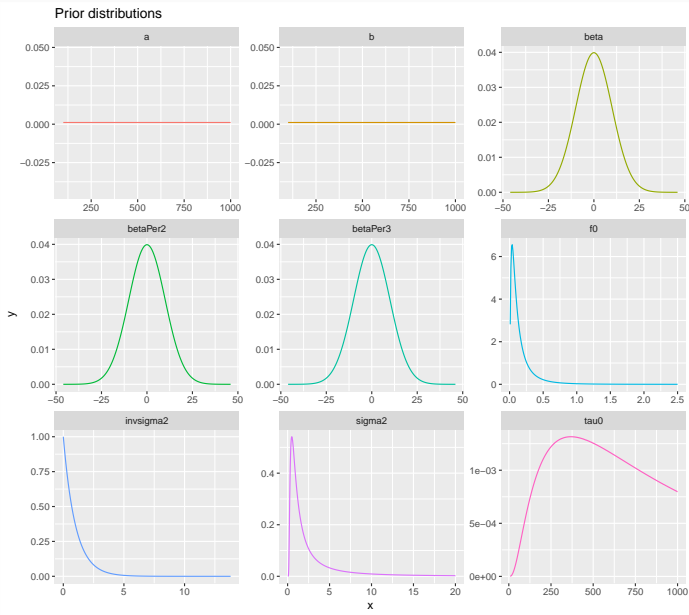 Prior distributions
a b beta
0.050 0.025 0.000 −0.025
250 500 750 1000
0.050 0.025 0.000 −0.025
250 500 750 1000
0.04 0.03 0.02 0.01 0.00
−50 −25 0 25 50
betaPer2 betaPer3 f0
0.04 0.03 0.02 0.01 0.00
−50 −25 0 25 50
0.04 0.03 0.02 0.01 0.00
−50 −25 0 25 50
6 4 2 0
0.0 0.5 1.0 1.5 2.0 2.5
y
invsigma2 sigma2 tau0
1.00 0.75 0.50 0.25 0.00
0 5 10
0.4 0.2 0.0
0 5 10 15 20
1e−03 5e−04 0e+00
0 250 500 750 1000
x